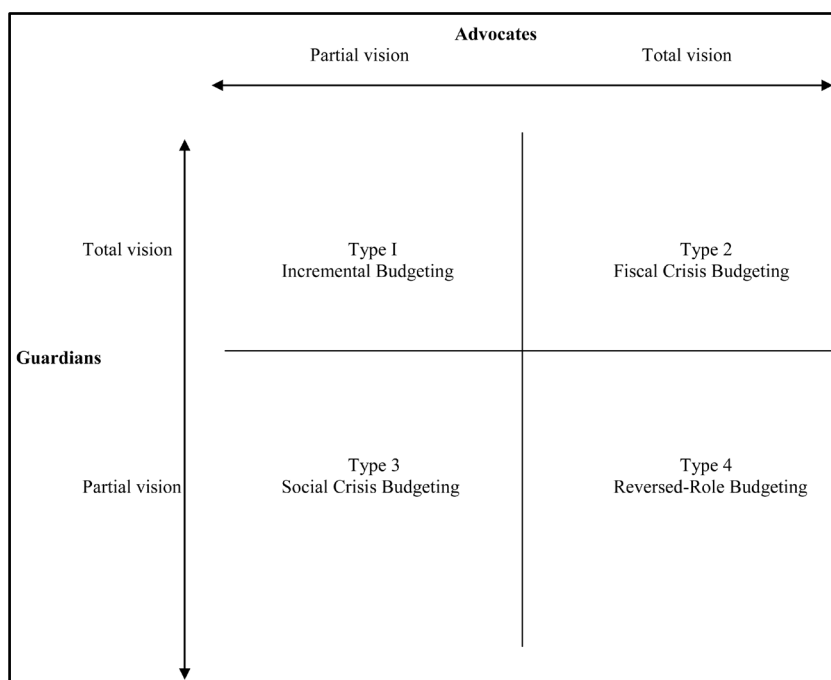 Advocates
Partial vision Total vision
Total vision
Type I
Incremental Budgeting
Type 2
Fiscal Crisis Budgeting
Guardians
Partial vision
Type 3
Social Crisis Budgeting
Type 4
Reversed-Role Budgeting